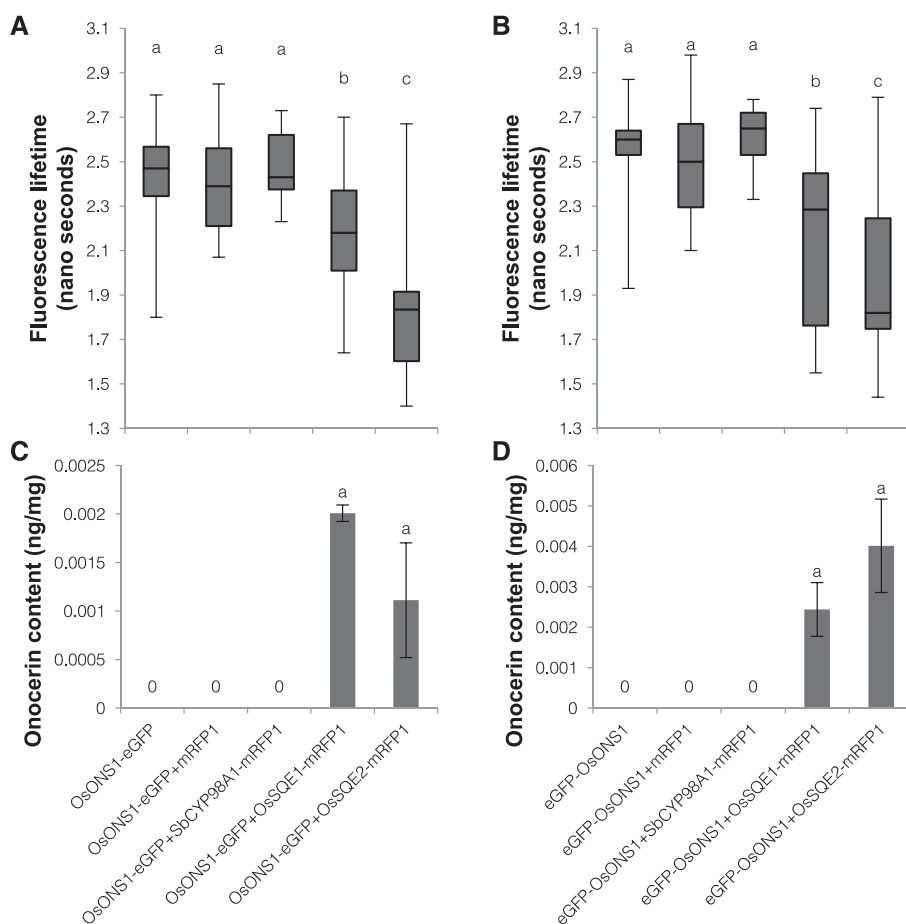 A
Fluorescence lifetime
(nano seconds)
3.1
2.9
2.7
2.5
2.3
2.1
1.9
1.7
1.5
1.3
a
a
a
b
c
B
Fluorescence lifetime
(nano seconds)
3.1
2.9
2.7
2.5
2.3
2.1
1.9
1.7
1.5
1.3
a
a
a
b
c
C
Onocerin content (ng/mg)
0.0025
0.002
0.0015
0.001
0.0005
0
0
0
0
a
a
OsONS1-eGFP
OsONS1-eGFP+mRFP1
OsONS1-eGFP+SbCYP98A1-mRFP1
OsONS1-eGFP+OsSQE1-mRFP1
OsONS1-eGFP+OsSQE2-mRFP1
D
Onocerin content (ng/mg)
0.006
0.005
0.004
0.003
0.002
0.001
0
0
0
0
a
a
eGFP-OsONS1
eGFP-OsONS1+mRFP1
eGFP-OsONS1+SbCYP98A1-mRFP1
eGFP-OsONS1+OsSQE1-mRFP1
eGFP-OsONS1+OsSQE2-mRFP1